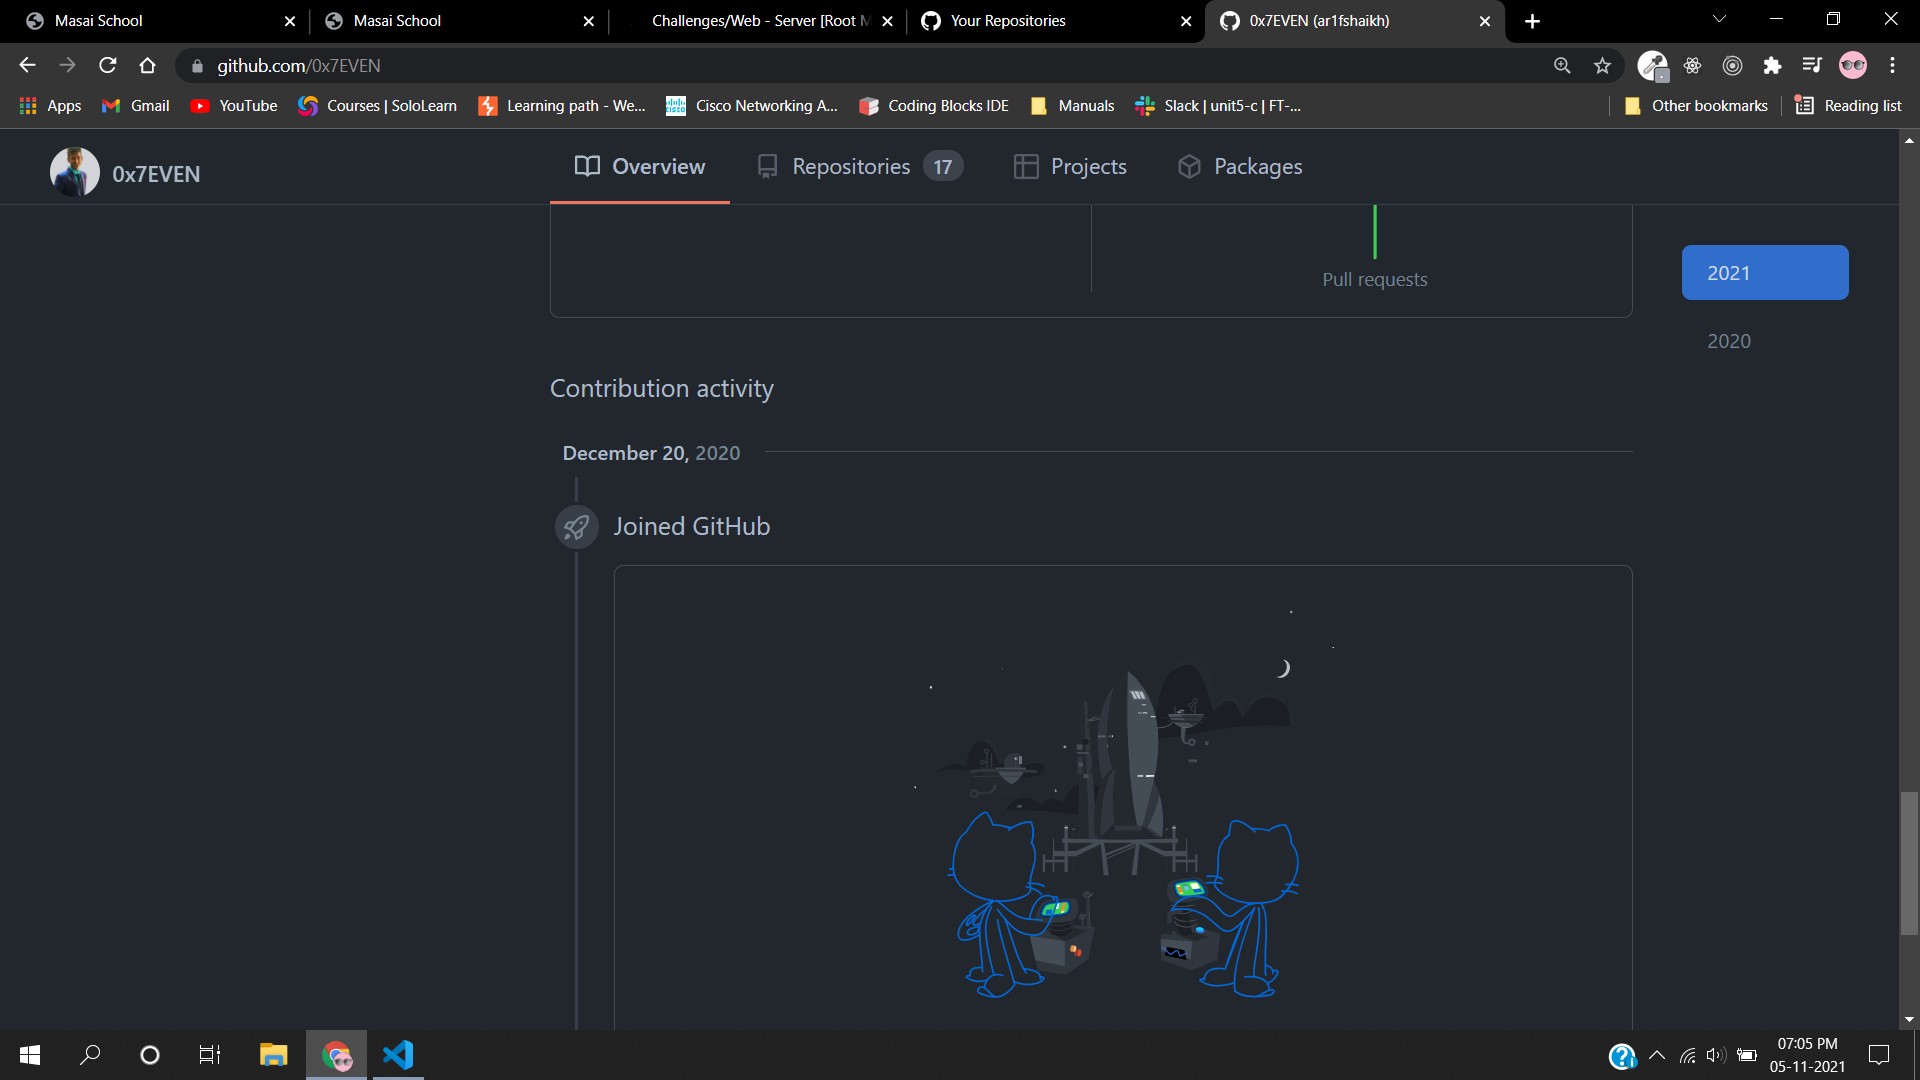 Masai School
Masai School
Challenges/Web - Server [Root M
Your Repositories
0x7EVEN (ar1fshaikh)
github.com/0x7EVEN
Apps
Gmail
YouTube
Courses | SoloLearn
Learning path - We...
Cisco Networking A...
Coding Blocks IDE
Manuals
Slack | unit5-c | FT-...
Other bookmarks
Reading list
0x7EVEN
Overview
Repositories 17
Projects
Packages
Pull requests
2021
2020
Contribution activity
December 20, 2020
Joined GitHub
07:05 PM
05-11-2021